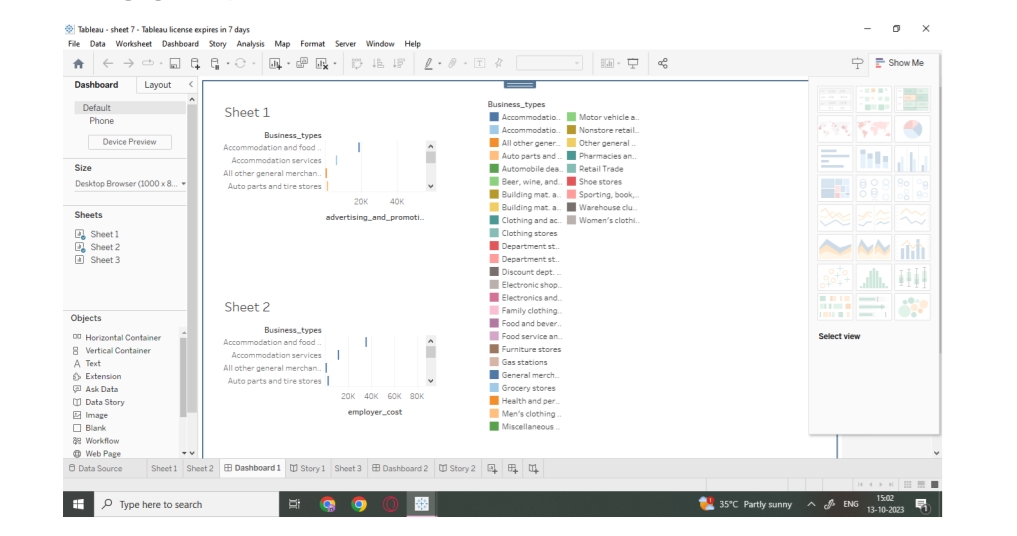 Tableau - sheet 7 - Tableau license expires in 7 days
File Data Worksheet Dashboard Story Analysis Map Format Server Window Help
Show Me
Dashboard Layout
Default
Phone
Device Preview
Size
Desktop Browser (1000 x 8...
Sheets
Sheet 1
Sheet 2
Sheet 3
Objects
Horizontal Container
Vertical Container
Text
Extension
Ask Data
Data Story
Image
Blank
Workflow
Web Page
Sheet 1
Business_types
Accommodation and food ..
Accommodation services
All other general merchan..
Auto parts and tire stores
20K 40K
advertising_and_promoti..
Sheet 2
Business_types
Accommodation and food ..
Accommodation services
All other general merchan..
Auto parts and tire stores
20K 40K 60K 80K
employer_cost
Business_types
Accommodatio..
Accommodatio..
All other gener..
Auto parts and ..
Automobile dea..
Beer, wine, and..
Building mat. a..
Building mat. a..
Clothing and ac..
Clothing stores
Department st..
Department st..
Discount dept. ..
Electronic shop..
Electronics and..
Family clothing..
Food and bever..
Food service an..
Furniture stores
Gas stations
General merch..
Grocery stores
Health and per..
Men's clothing ..
Miscellaneous ..
Motor vehicle a..
Nonstore retail..
Other general ..
Pharmacies an..
Retail Trade
Shoe stores
Sporting, book,..
Warehouse clu..
Women's clothi..
Select view
Data Source Sheet 1 Sheet 2 Dashboard 1 Story 1 Sheet 3 Dashboard 2 Story 2
Type here to search
35°C Partly sunny
ENG
15:02
13-10-2023